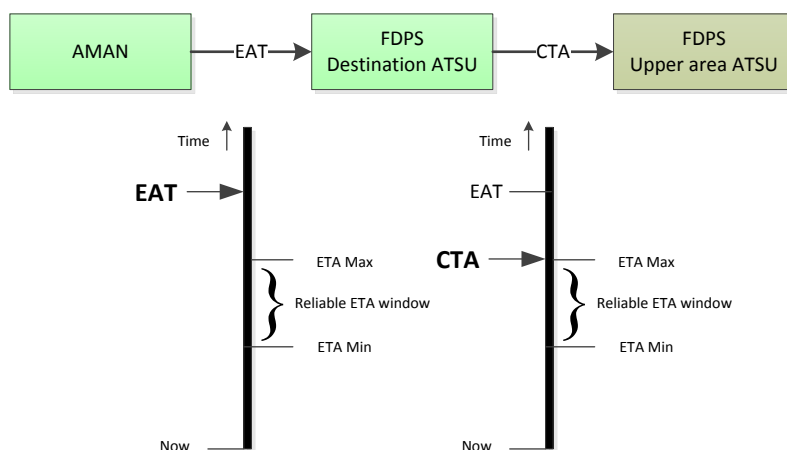 AMAN
EAT
FDPS
Destination ATSU
CTA
FDPS
Upper area ATSU
Time
EAT
ETA Max
Reliable ETA window
ETA Min
Now
Time
EAT
CTA
ETA Max
Reliable ETA window
ETA Min
Now